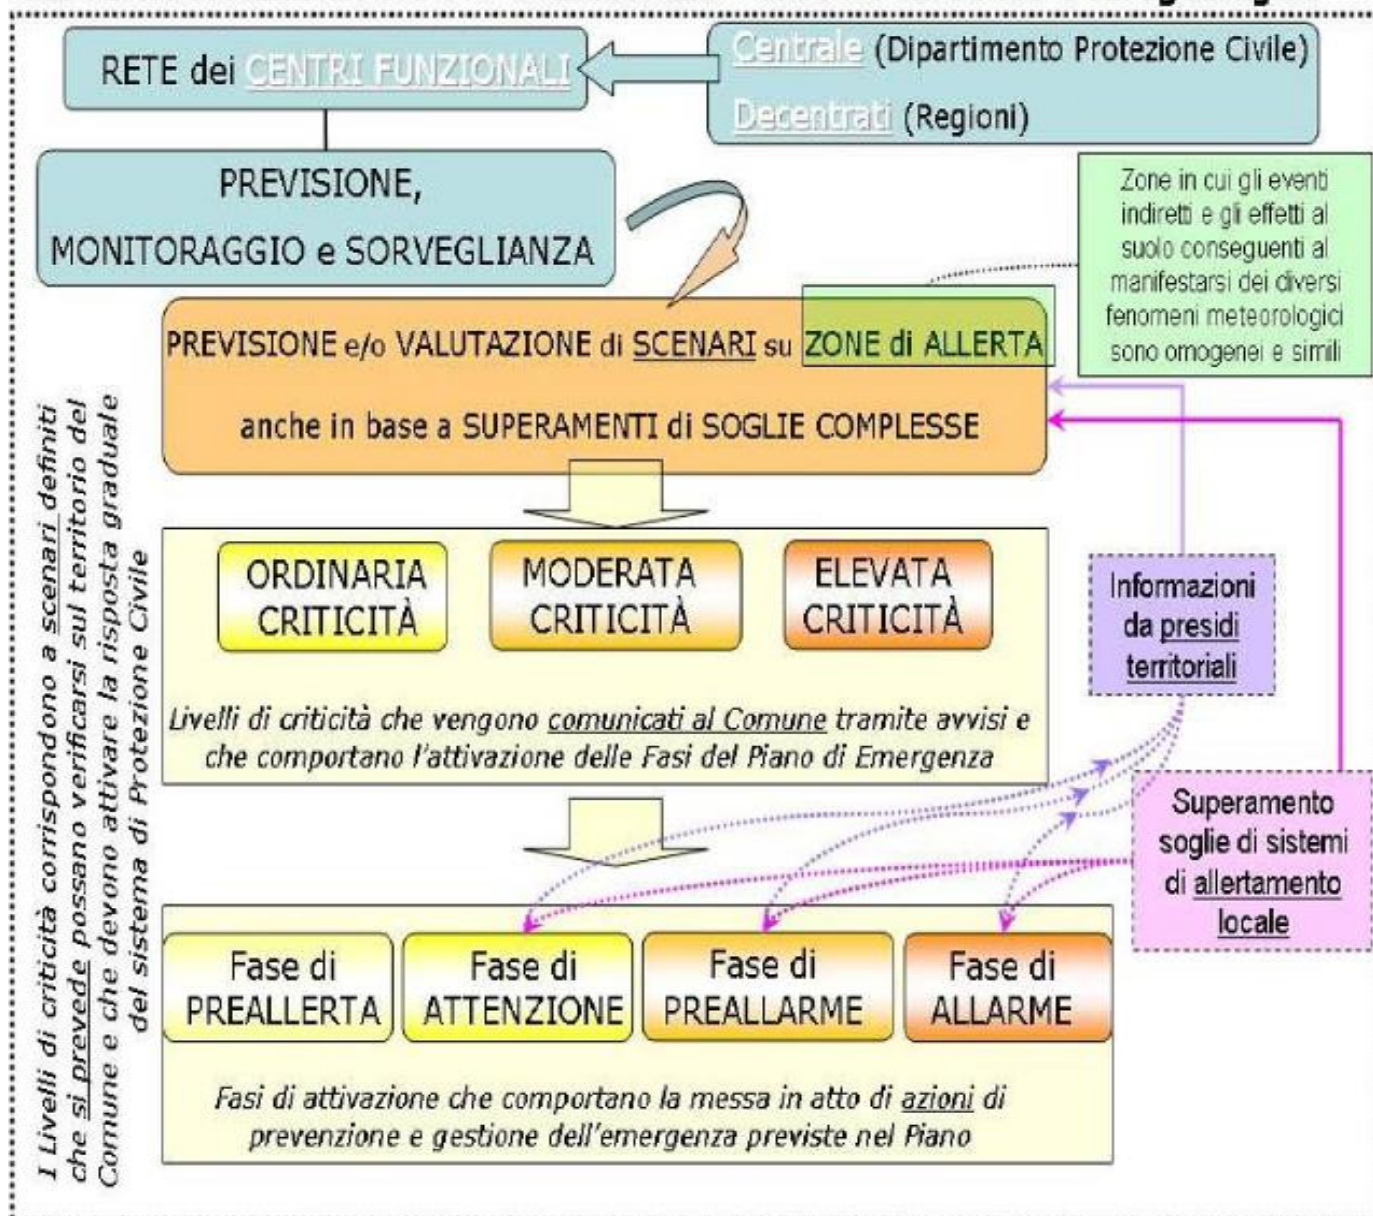 RETE dei CENTRI FUNZIONALI
Centrale (Dipartimento Protezione Civile)
Decentrati (Regioni)
PREVISIONE,
MONITORAGGIO e SORVEGLIANZA
Zone in cui gli eventi
indiretti e gli effetti al
suolo conseguenti al
manifestarsi dei diversi
fenomeni meteorologici
sono omogenei e simili
PREVISIONE e/o VALUTAZIONE di SCENARI su ZONE di ALLERTA
anche in base a SUPERAMENTI di SOGLIE COMPLESSE
I Livelli di criticità corrispondono a scenari definiti
che si prevede possano verificarsi sul territorio del
Comune e che devono attivare la risposta graduale
del sistema di Protezione Civile
ORDINARIA
CRITICITÀ
MODERATA
CRITICITÀ
ELEVATA
CRITICITÀ
Livelli di criticità che vengono comunicati al Comune tramite avvisi e
che comportano l'attivazione delle Fasi del Piano di Emergenza
Informazioni
da presidi
territoriali
Superamento
soglie di sistemi
di allertamento
locale
Fase di
PREALLERTA
Fase di
ATTENZIONE
Fase di
PREALLARME
Fase di
ALLARME
Fasi di attivazione che comportano la messa in atto di azioni di
prevenzione e gestione dell'emergenza previste nel Piano